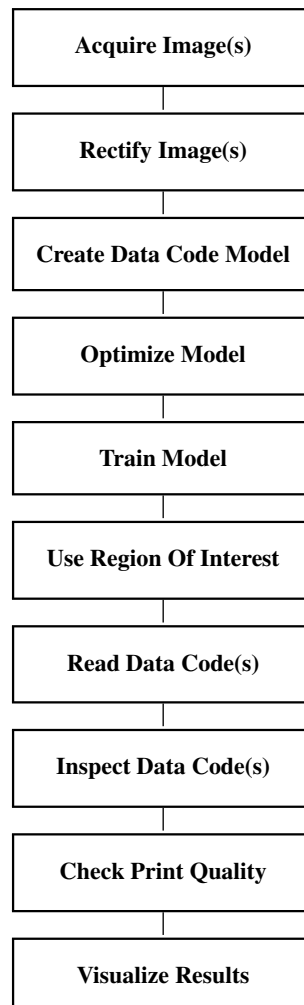 Acquire Image(s)
Rectify Image(s)
Create Data Code Model
Optimize Model
Train Model
Use Region Of Interest
Read Data Code(s)
Inspect Data Code(s)
Check Print Quality
Visualize Results